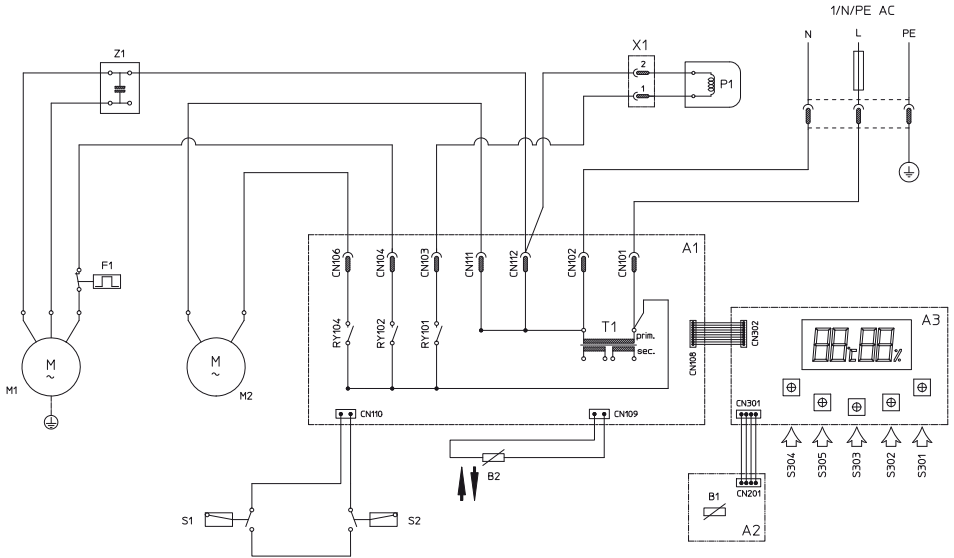 1/N/PE AC
N
L
PE
Z1
X1
2
1
P1
A1
CN106
CN104
CN103
CN111
CN112
CN102
CN101
F1
RY104
RY102
RY101
T1
prim.
sec.
CN108
CN302
A3
88°C 88%
M
~
M1
M
~
M2
CN110
CN109
CN301
S304
S305
S303
S302
S301
B2
CN201
B1
A2
S1
S2